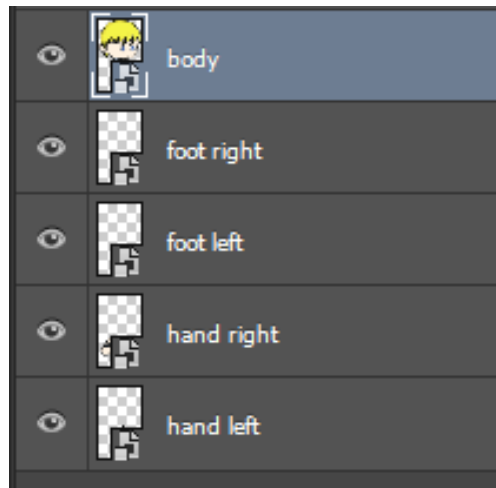 body
foot right
foot left
hand right
hand left